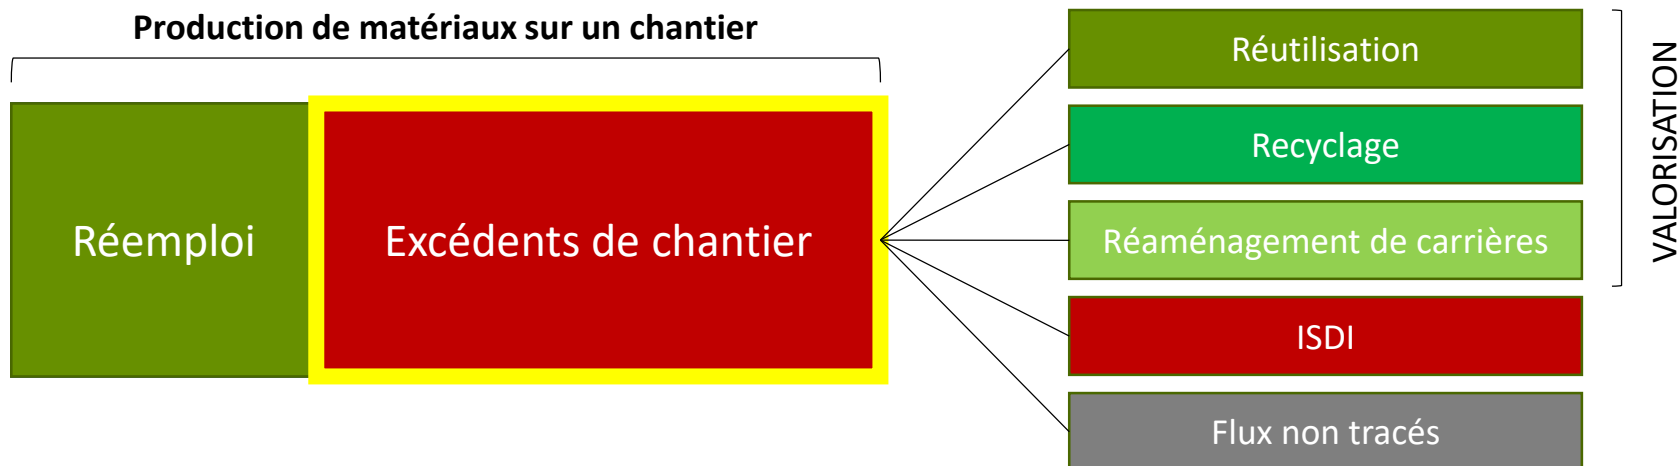 Production de matériaux sur un chantier
Réemploi
Excédents de chantier
Réutilisation
Recyclage
Réaménagement de carrières
ISDI
Flux non tracés
VALORISATION